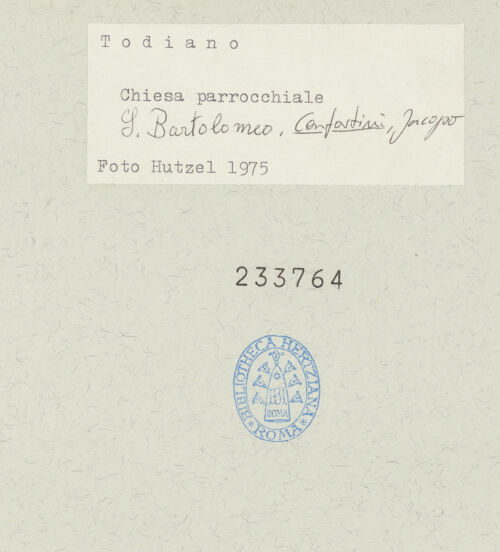 Todiano
Chiesa parrocchiale
S. Bartolomeo, Confortini, Jacopo
Foto Hutzel 1975
233764
BIBLIOTHECA HERTZIANA
ROMA
* ROMA *